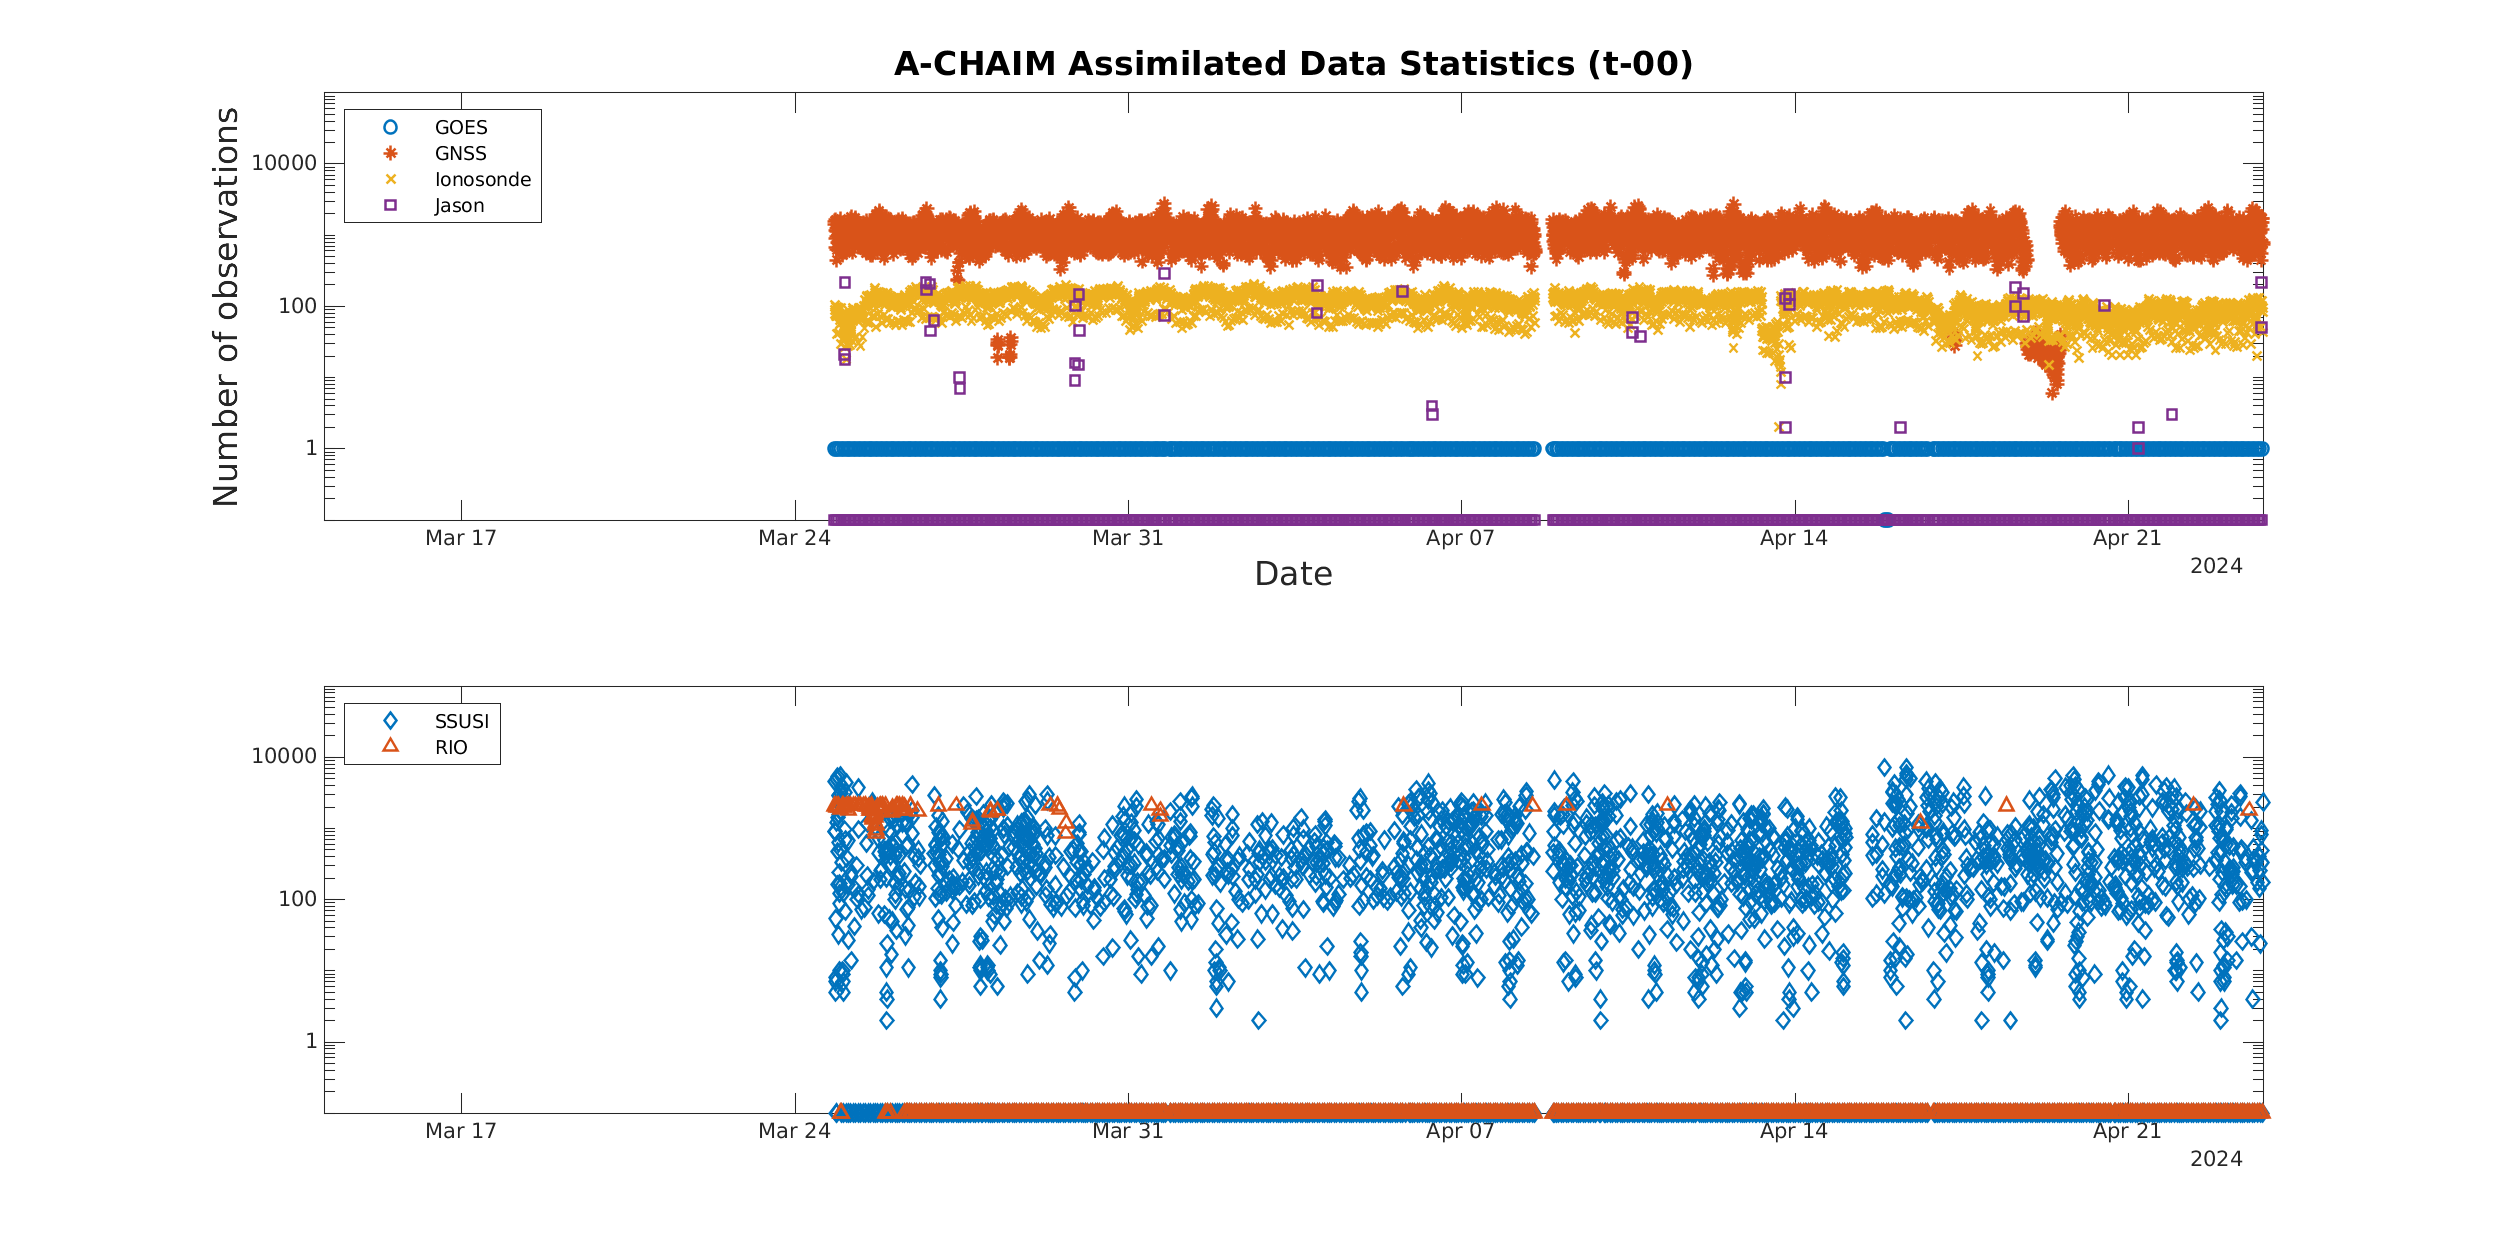 A-CHAIM Assimilated Data Statistics (t-00)
Number of observations
10000
100
1
GOES
GNSS
Ionosonde
Jason
Mar 17
Mar 24
Mar 31
Apr 07
Apr 14
Apr 21
2024
Date
10000
100
1
SSUSI
RIO
Mar 17
Mar 24
Mar 31
Apr 07
Apr 14
Apr 21
2024